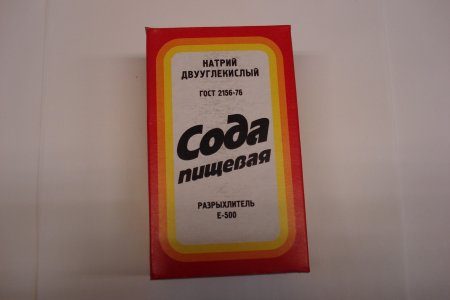 НАТРИЙ
ДВУУГЛЕКИСЛЫЙ
ГОСТ 2156-76
Сода
пищевая
РАЗРЫХЛИТЕЛЬ
Е-500